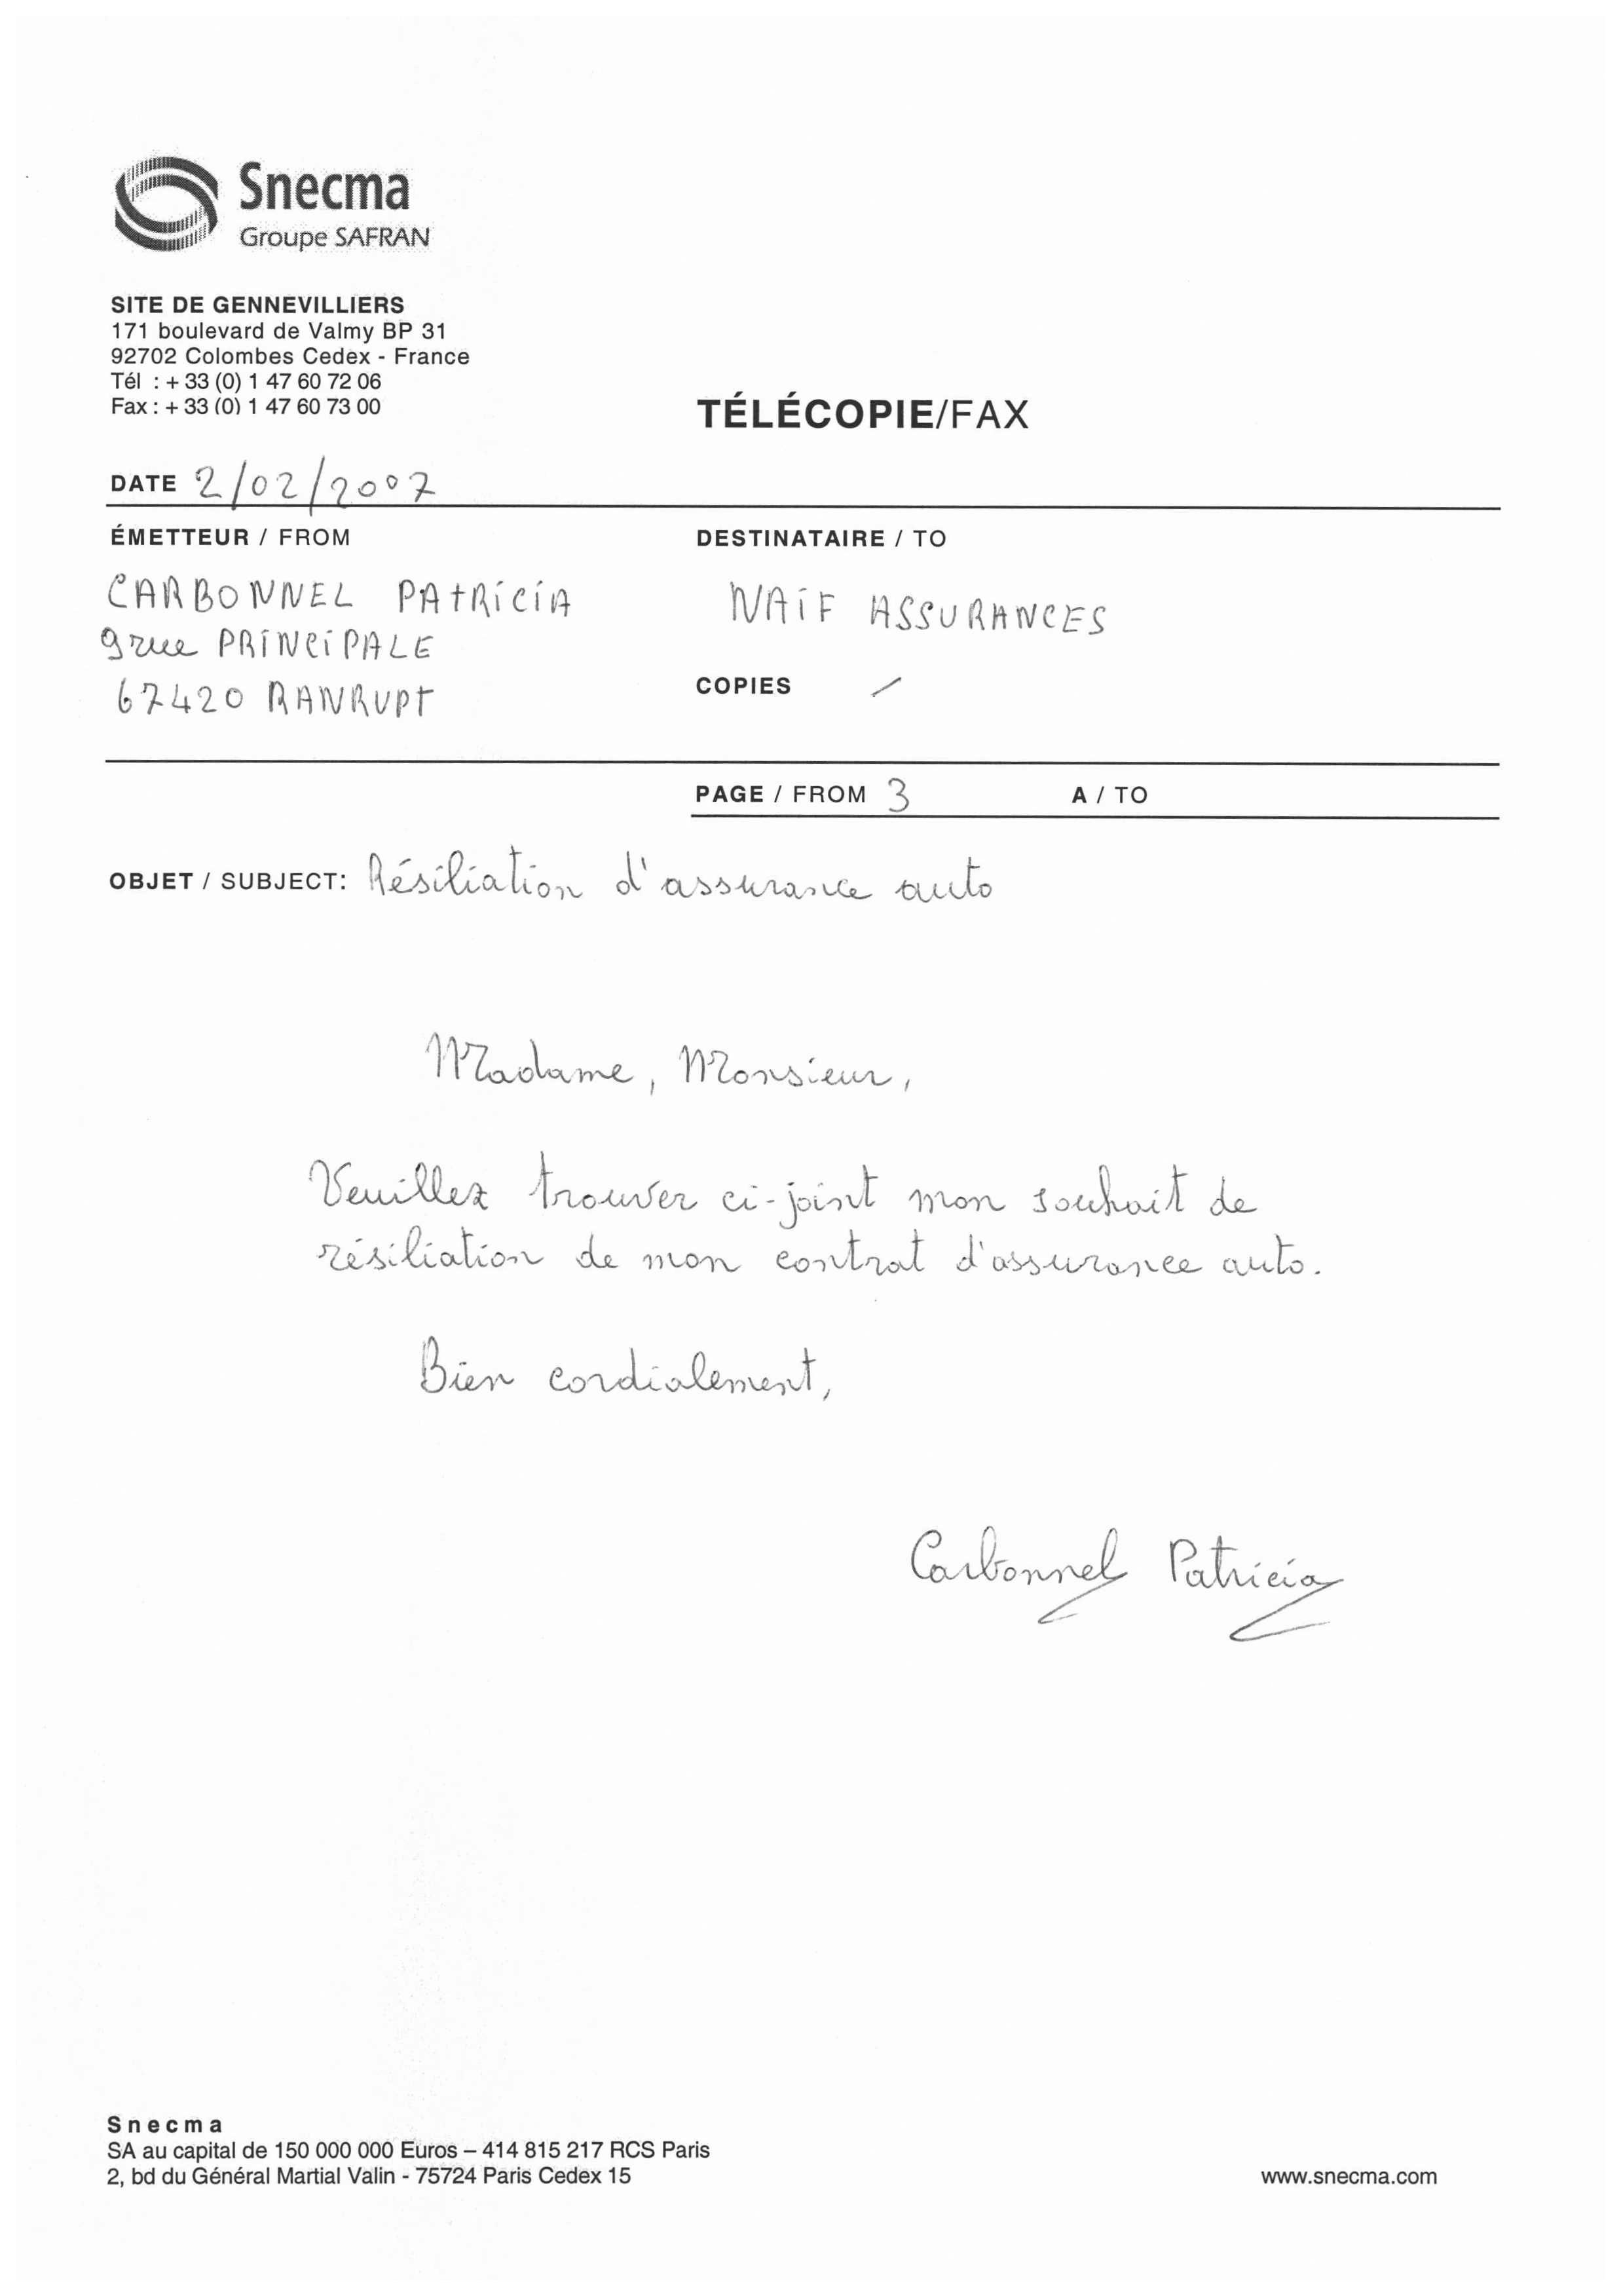 Snecma
Groupe SAFRAN
SITE DE GENNEVILLIERS
171 boulevard de Valmy BP 31
92702 Colombes Cedex - France
Tél : + 33 (0) 1 47 60 72 06
Fax : + 33 (0) 1 47 60 73 00
TÉLÉCOPIE/FAX
DATE 2/02/2007
ÉMETTEUR / FROM
CARBONNEL PATRICIA
9 rue PRINCIPALE
67420 RANRUPT
DESTINATAIRE / TO
NAIF ASSURANCES
COPIES /
PAGE / FROM 3 A / TO
OBJET / SUBJECT: Résiliation d'assurance auto
Madame, Monsieur,
Veuillez trouver ci-joint mon souhait de
résiliation de mon contrat d'assurance auto.
Bien cordialement,
Carbonnel Patricia
Snecma
SA au capital de 150 000 000 Euros – 414 815 217 RCS Paris
2, bd du Général Martial Valin - 75724 Paris Cedex 15
www.snecma.com